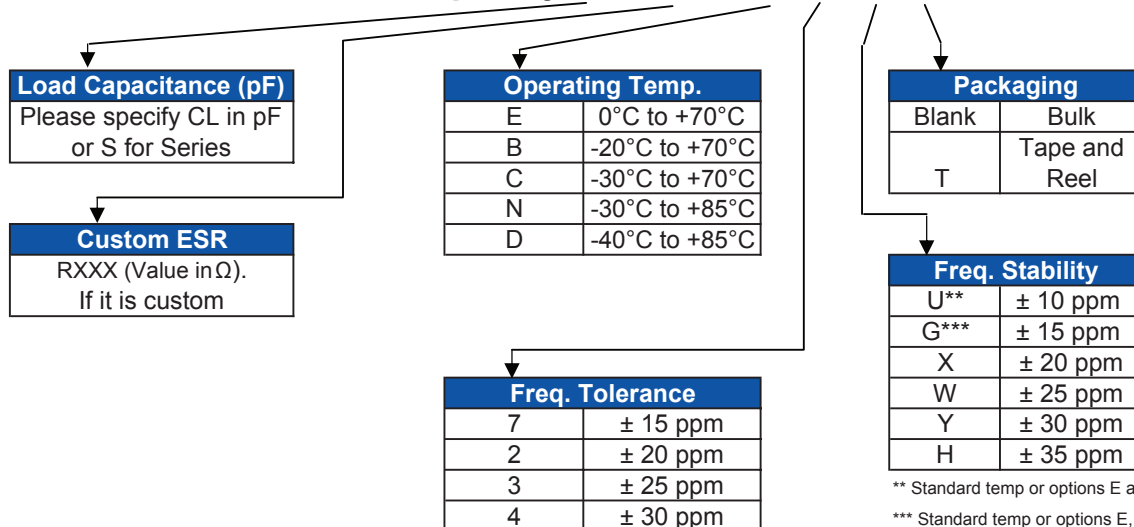 Load Capacitance (pF)
Please specify CL in pF
or S for Series
Custom ESR
RXXX (Value in Ω).
If it is custom
Operating Temp.
E 0°C to +70°C
B -20°C to +70°C
C -30°C to +70°C
N -30°C to +85°C
D -40°C to +85°C
Freq. Tolerance
7 ± 15 ppm
2 ± 20 ppm
3 ± 25 ppm
4 ± 30 ppm
Packaging
Blank Bulk
Tape and
T Reel
Freq. Stability
U** ± 10 ppm
G*** ± 15 ppm
X ± 20 ppm
W ± 25 ppm
Y ± 30 ppm
H ± 35 ppm
** Standard temp or options E
*** Standard temp or options E,